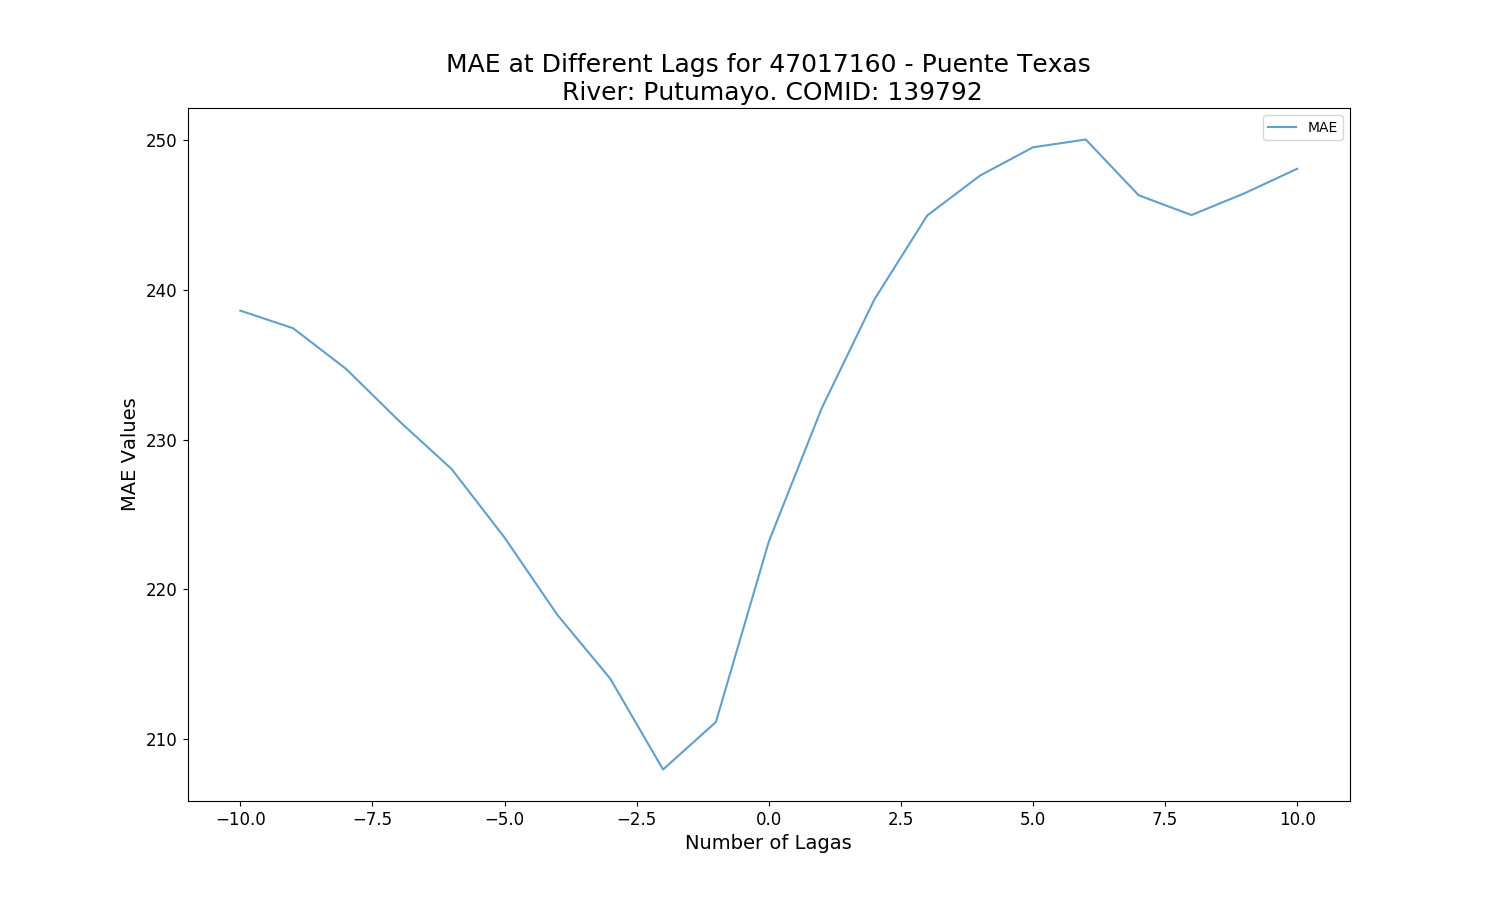 MAE at Different Lags for 47017160 - Puente Texas
River: Putumayo. COMID: 139792
MAE
250
240
230
220
210
MAE Values
−10.0 −7.5 −5.0 −2.5 0.0 2.5 5.0 7.5 10.0
Number of Lagas